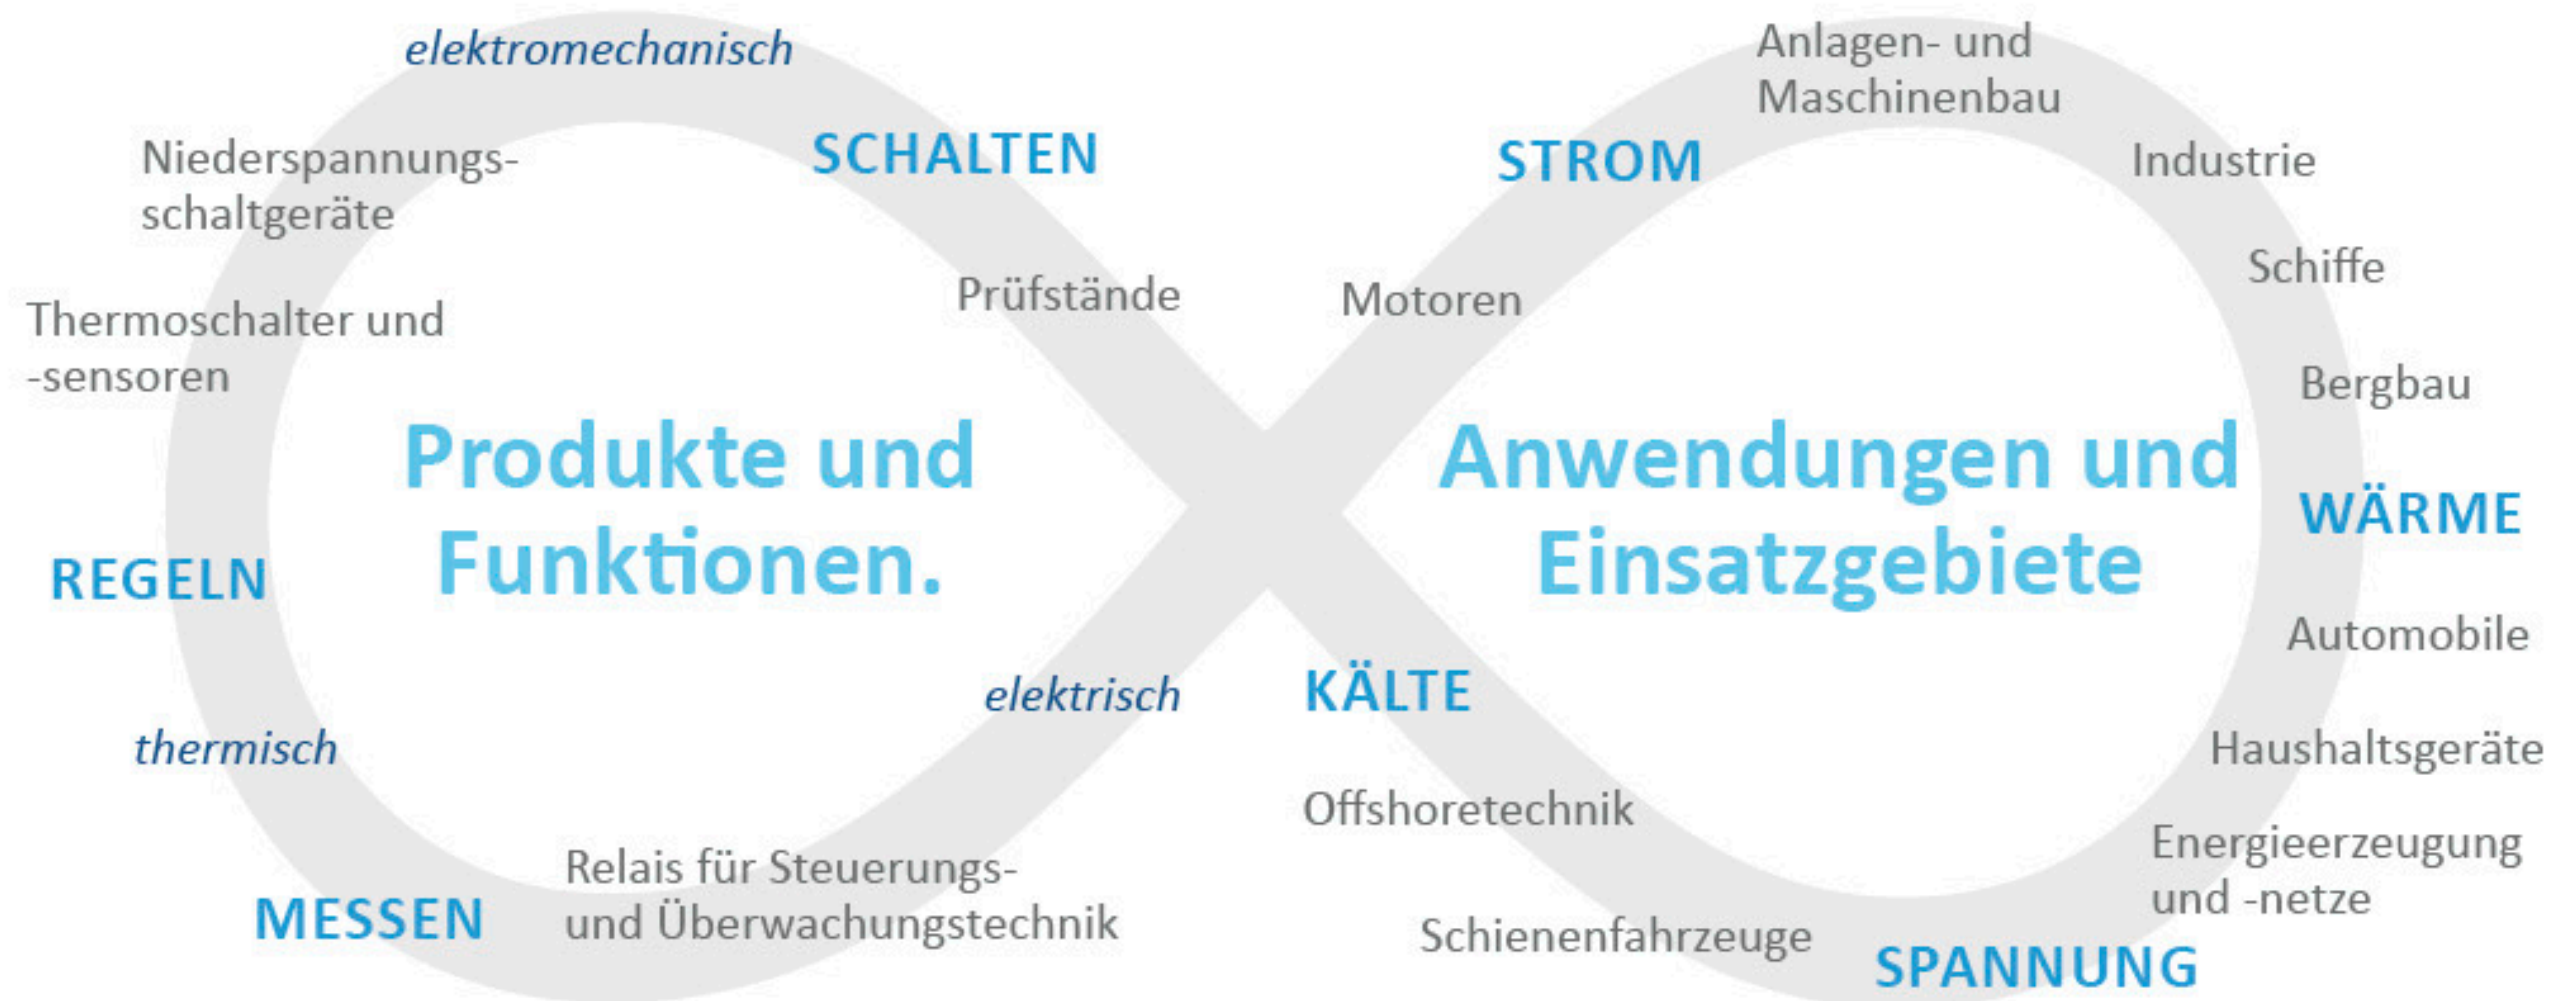 elektromechanisch
Niederspannungs-
schaltgeräte
SCHALTEN
Thermoschalter und
-sensoren
Prüfstände
Produkte und
Funktionen.
REGELN
elektrisch
thermisch
Relais für Steuerungs-
und Überwachungstechnik
MESSEN
Anlagen- und
Maschinenbau
STROM
Industrie
Schiffe
Motoren
Bergbau
Anwendungen und
Einsatzgebiete
WÄRME
Automobile
KÄLTE
Haushaltsgeräte
Offshoretechnik
Energieerzeugung
und -netze
Schienenfahrzeuge
SPANNUNG